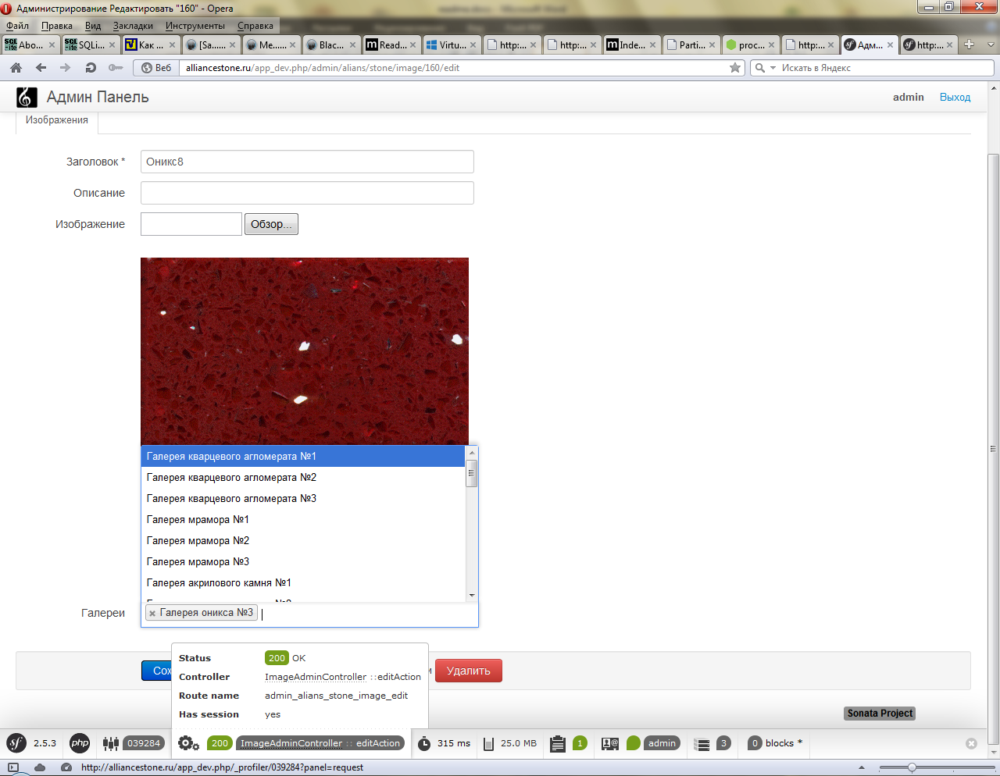 Администрирование Редактировать "160" - Opera
Файл Правка Вид Закладки Инструменты Справка
Abo... SQLi... Как ... [Sa...... Me...... Blac... Read... Virtu... http:... http:... Inde... Parti... proc... http:... Адм... http:...
Веб alliancestone.ru/app_dev.php/admin/alians/stone/image/160/edit Искать в Яндекс
Админ Панель admin Выход
Изображения
Заголовок * Оникс8
Описание
Изображение Обзор...
Галерея кварцевого агломерата №1
Галерея кварцевого агломерата №2
Галерея кварцевого агломерата №3
Галерея мрамора №1
Галерея мрамора №2
Галерея мрамора №3
Галерея акрилового камня №1
Галереи × Галерея оникса №3
Status 200 OK
Сох и Удалить
Controller ImageAdminController :: editAction
Route name admin_alians_stone_image_edit
Has session yes
Sonata Project
sf 2.5.3 php 039284 200 ImageAdminController :: editAction 315 ms 25.0 MB 1 admin 3 0 blocks *
http://alliancestone.ru/app_dev.php/_profiler/039284?panel=request